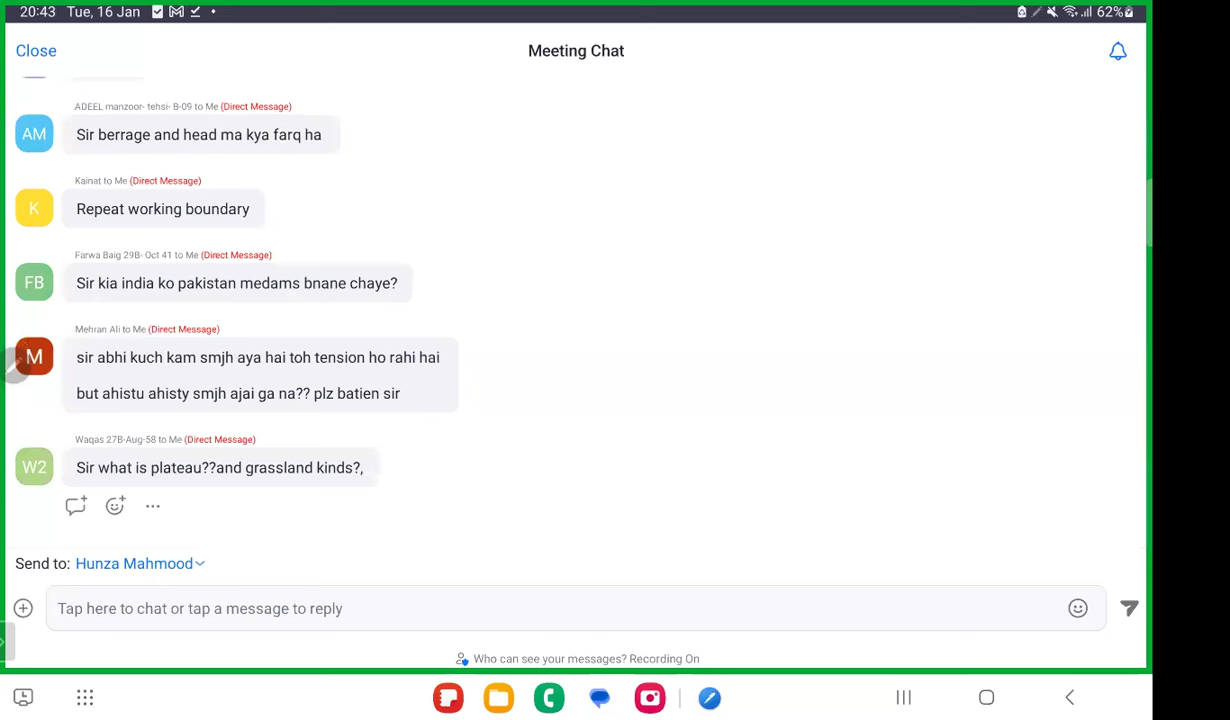 20:43 Tue, 16 Jan
62%
Close
Meeting Chat
ADEEL manzoor- tehsi- B-09 to Me (Direct Message)
AM
Sir berrage and head ma kya farq ha
Kainat to Me (Direct Message)
K
Repeat working boundary
Farwa Baig 29B- Oct 41 to Me (Direct Message)
FB
Sir kia india ko pakistan medams bnane chaye?
Mehran Ali to Me (Direct Message)
M
sir abhi kuch kam smjh aya hai toh tension ho rahi hai
but ahistu ahisty smjh ajai ga na?? plz batien sir
Waqas 27B-Aug-58 to Me (Direct Message)
W2
Sir what is plateau??and grassland kinds?,
Send to: Hunza Mahmood
Tap here to chat or tap a message to reply
Who can see your messages? Recording On